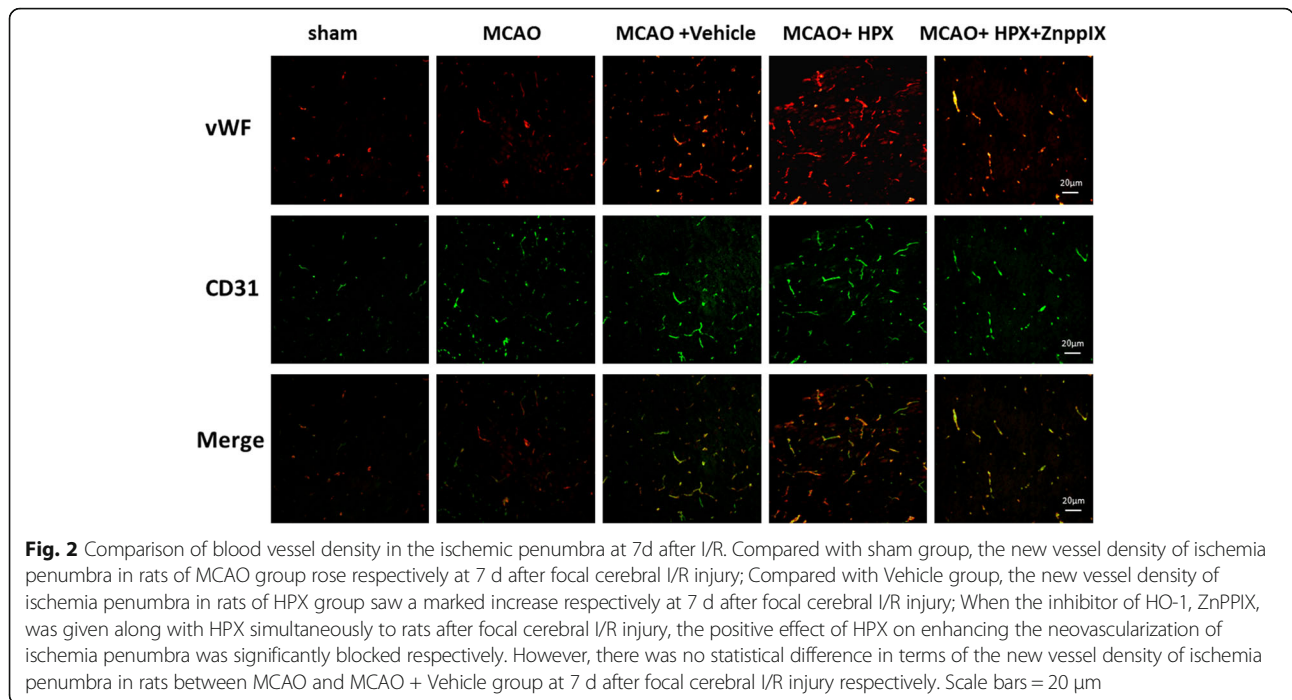 sham MCAO MCAO +Vehicle MCAO+ HPX MCAO+ HPX+ZnppIX
vWF
20μm
CD31
20μm
Merge
20μm
Fig. 2 Comparison of blood vessel density in the ischemic penumbra at 7d after I/R. Compared with sham group, the new vessel density of ischemia
penumbra in rats of MCAO group rose respectively at 7 d after focal cerebral I/R injury; Compared with Vehicle group, the new vessel density of
ischemia penumbra in rats of HPX group saw a marked increase respectively at 7 d after focal cerebral I/R injury; When the inhibitor of HO-1, ZnPPIX,
was given along with HPX simultaneously to rats after focal cerebral I/R injury, the positive effect of HPX on enhancing the neovascularization of
ischemia penumbra was significantly blocked respectively. However, there was no statistical difference in terms of the new vessel density of ischemia
penumbra in rats between MCAO and MCAO + Vehicle group at 7 d after focal cerebral I/R injury respectively. Scale bars = 20 μm